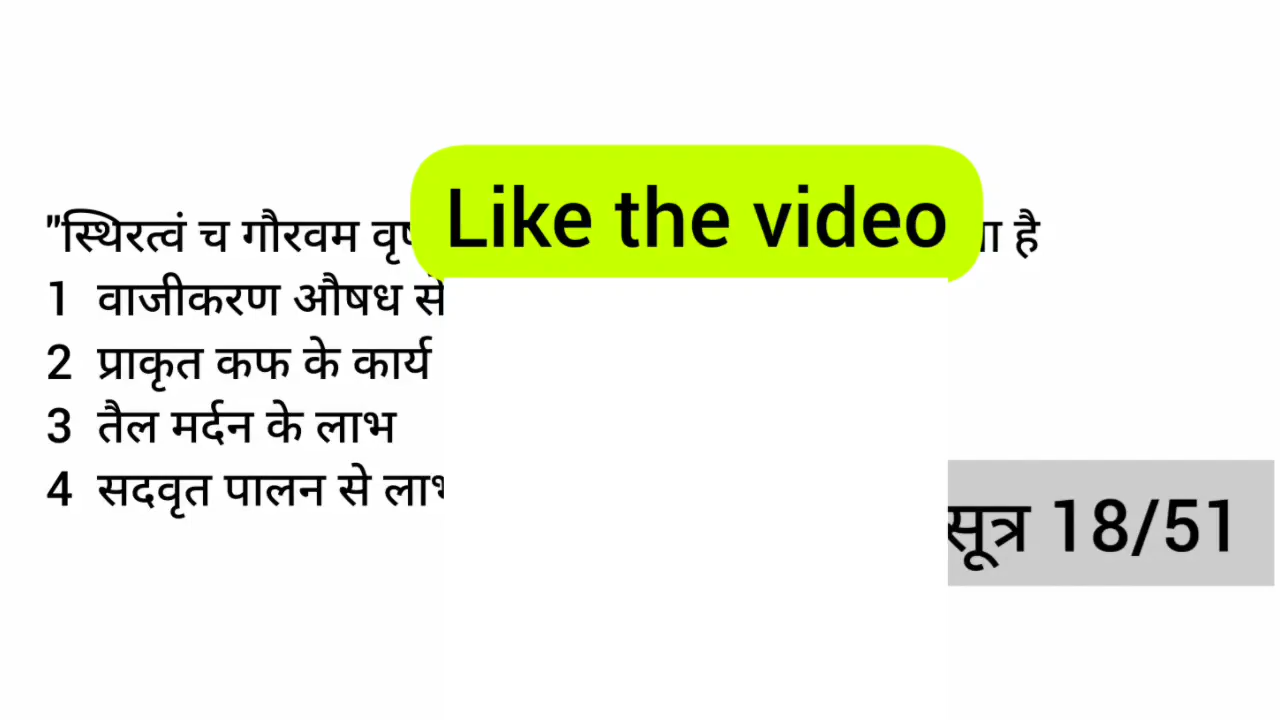 "स्थिरत्वं च गौरवम है
Like the video
1 वाजीकरण औषध से
2 प्राकृत कफ के कार्य
3 तैल मर्दन के लाभ
4 सदवृत पालन से
सूत्र 18/51